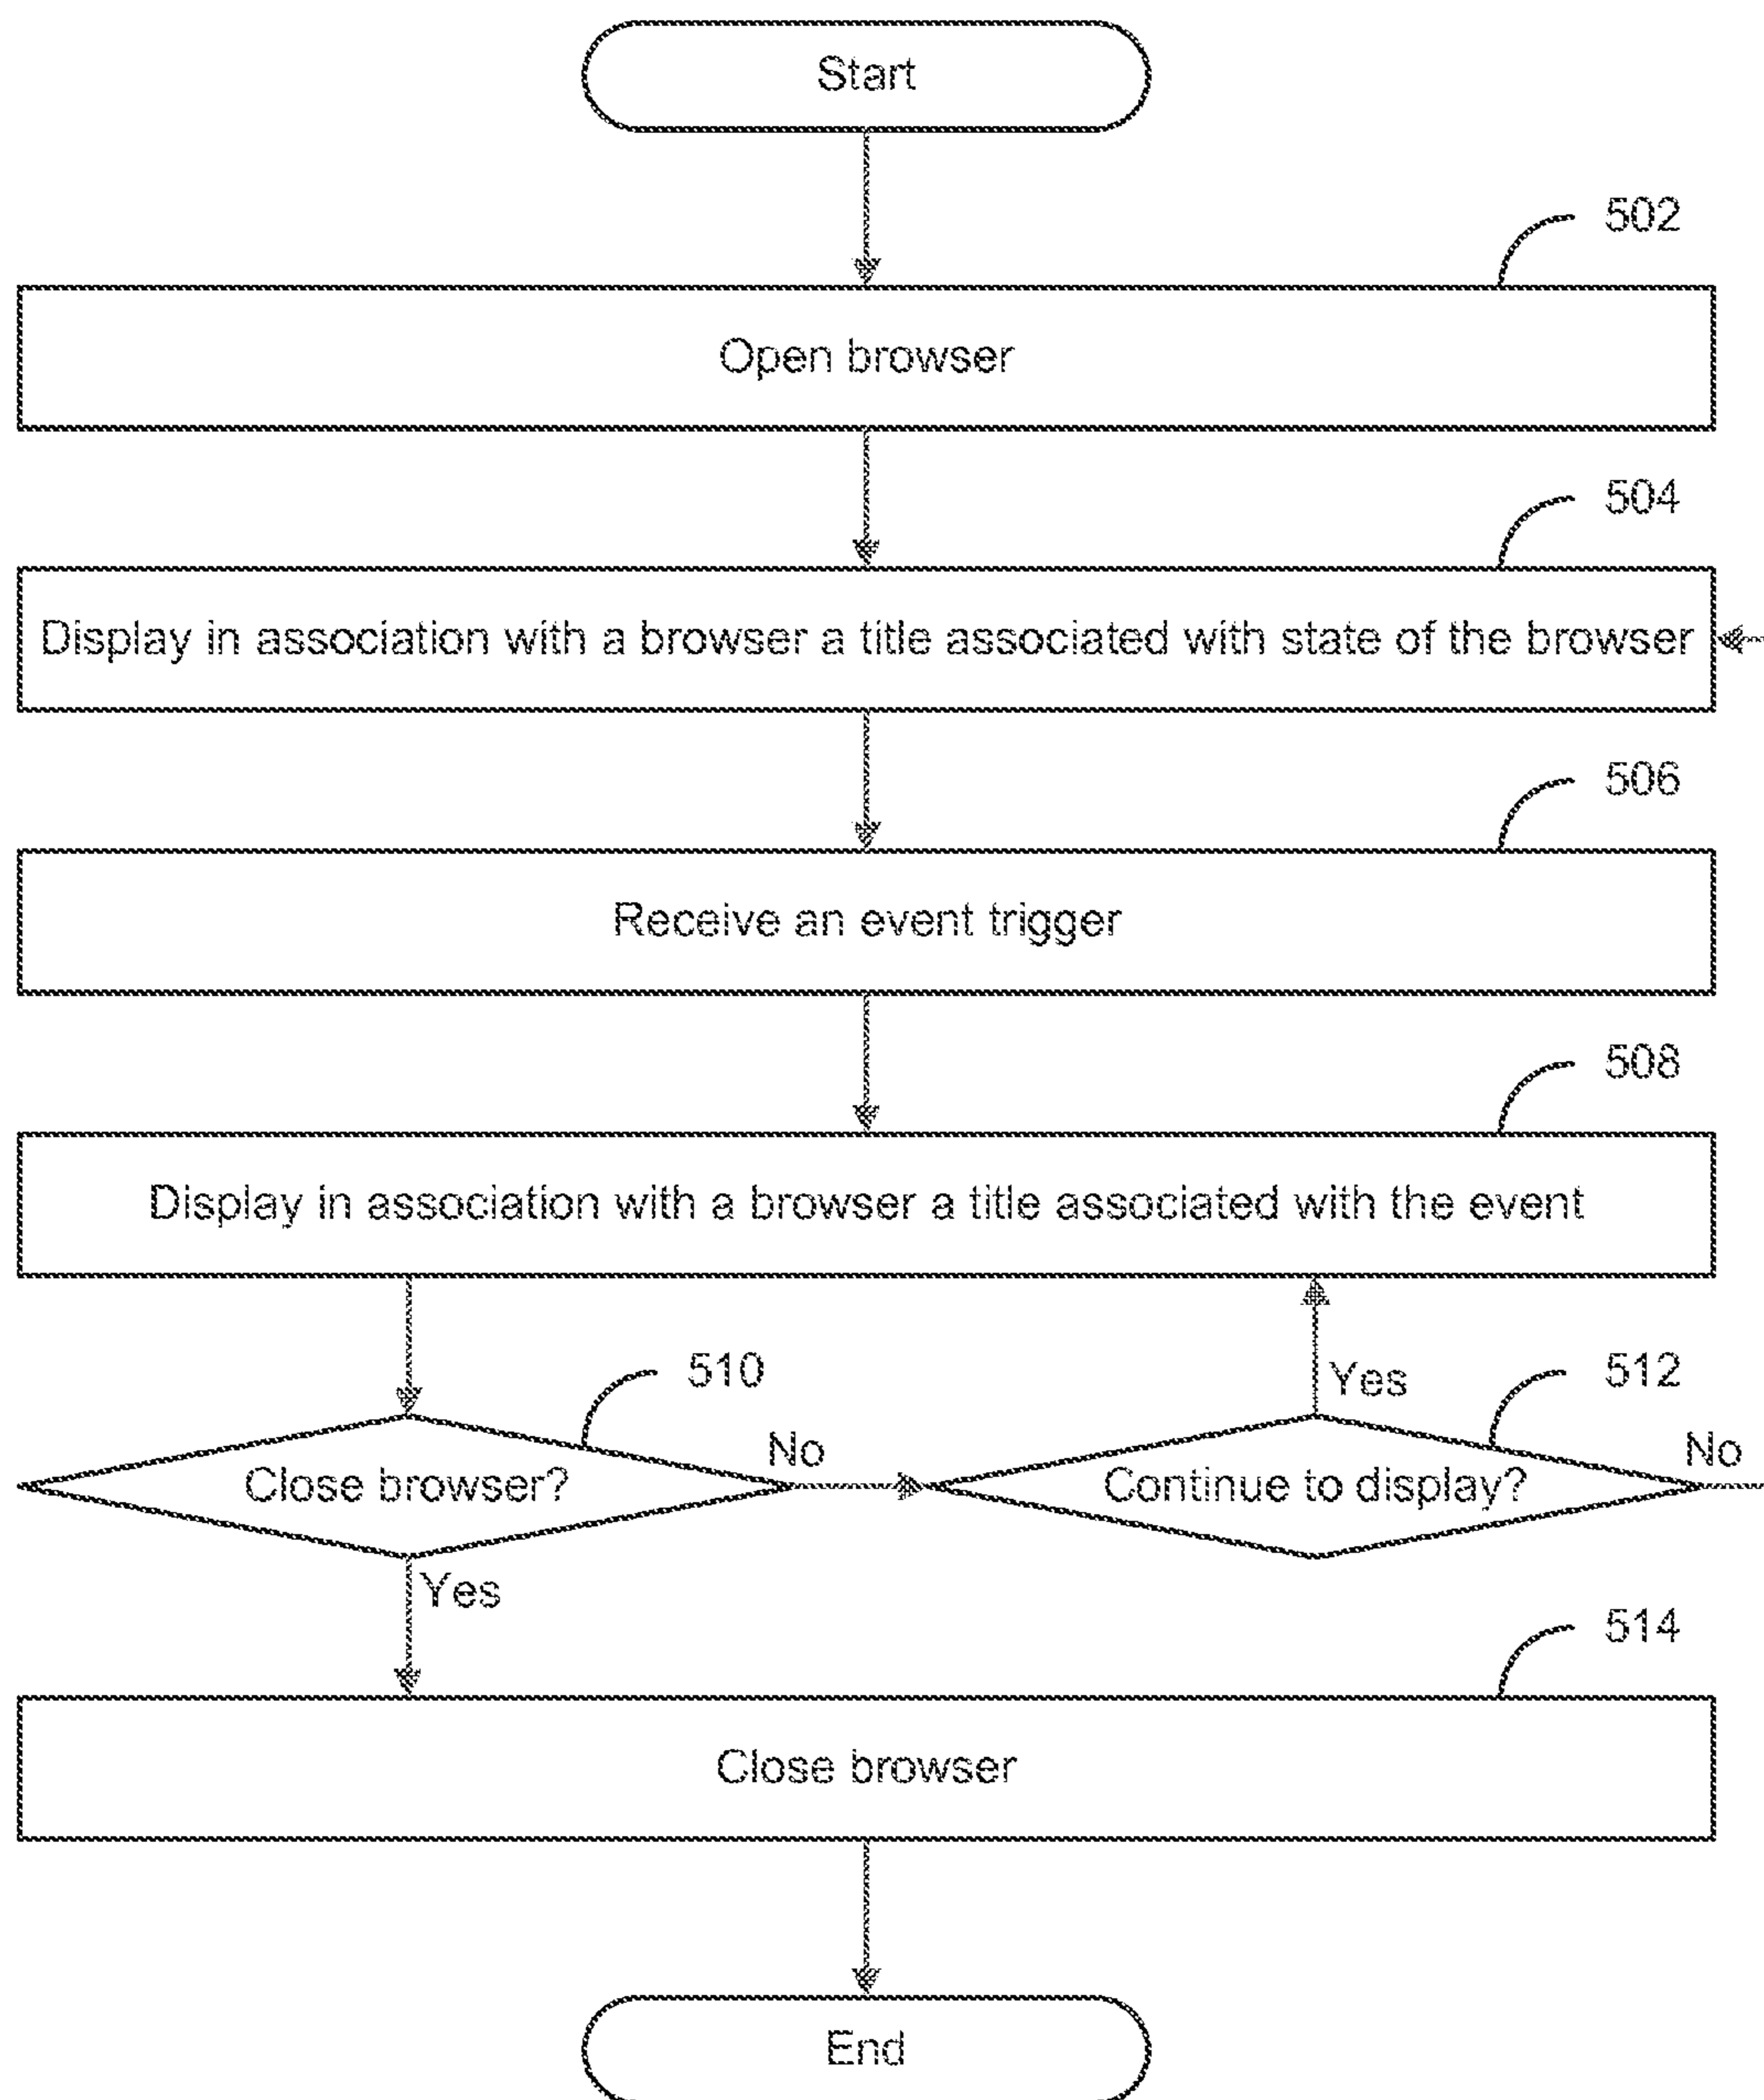 Start
502
Open browser
504
Display in association with a browser a title associated with state of the browser
506
Receive an event trigger
508
Display in association with a browser a title associated with the event
510
Yes
512
Close browser?
No
Continue to display?
No
Yes
514
Close browser
End